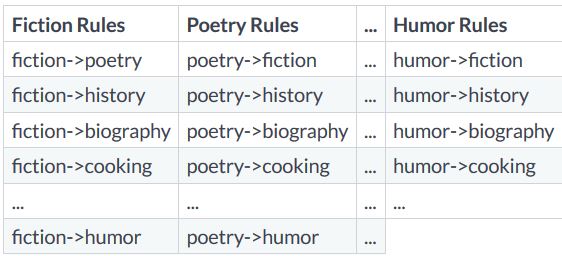 Fiction Rules Poetry Rules ... Humor Rules
fiction->poetry poetry->fiction ... humor->fiction
fiction->history poetry->history ... humor->history
fiction->biography poetry->biography ... humor->biography
fiction->cooking poetry->cooking ... humor->cooking
... ... ... ...
fiction->humor poetry->humor ...